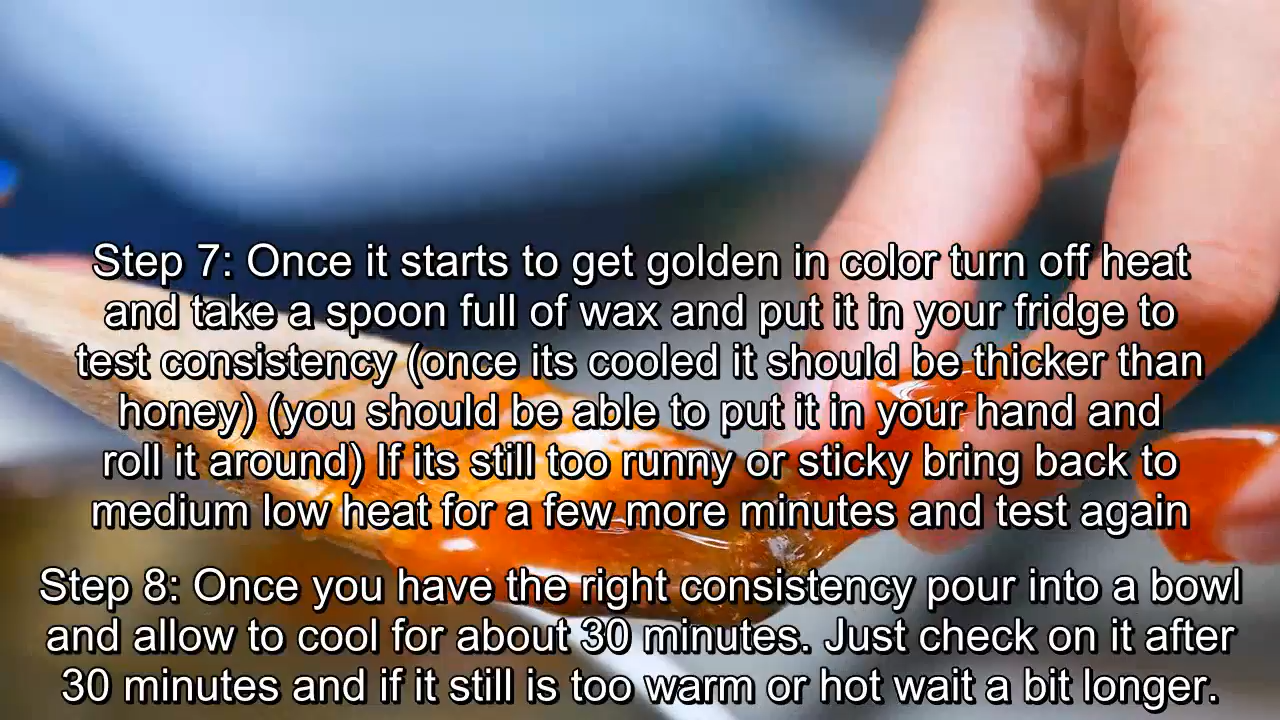 Step 7: Once it starts to get golden in color turn off heat
and take a spoon full of wax and put it in your fridge to
test consistency (once its cooled it should be thicker than
honey) (you should be able to put it in your hand and
roll it around) If its still too runny or sticky bring back to
medium low heat for a few more minutes and test again
Step 8: Once you have the right consistency pour into a bowl
and allow to cool for about 30 minutes. Just check on it after
30 minutes and if it still is too warm or hot wait a bit longer.